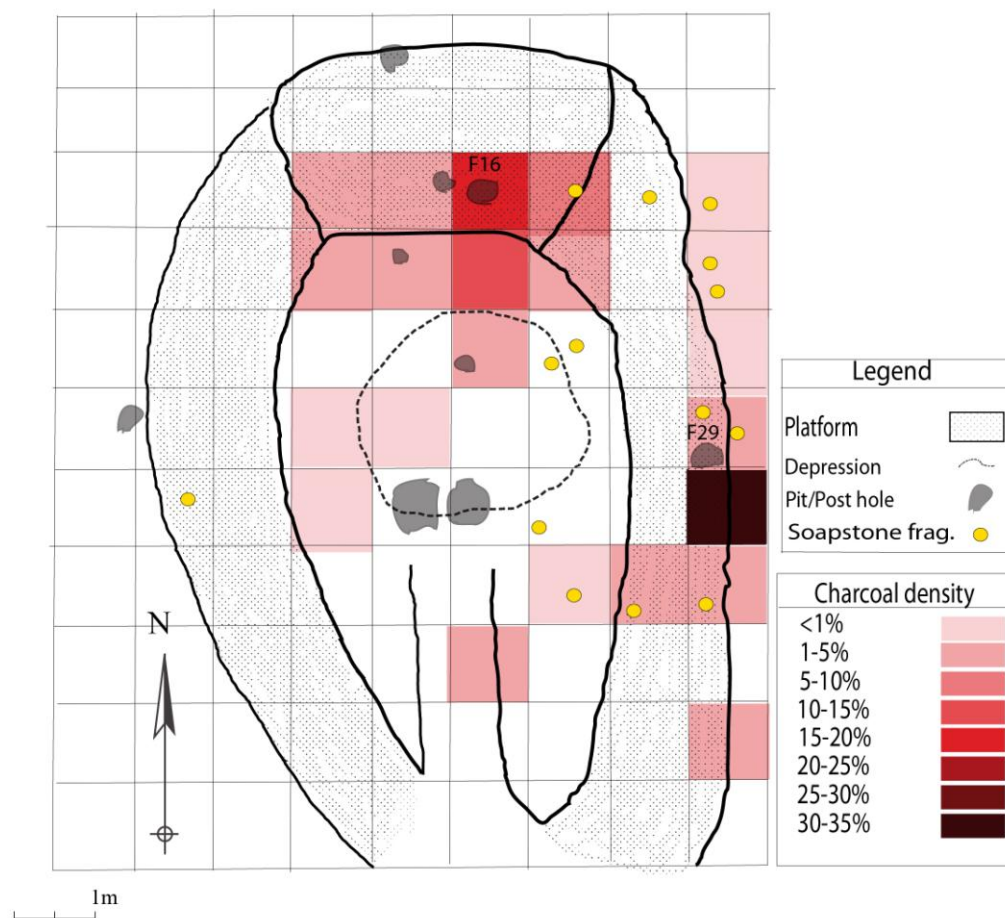 F16
F29
N
1m
Legend
Platform
Depression
Pit/Post hole
Soapstone frag.
Charcoal density
<1%
1-5%
5-10%
10-15%
15-20%
20-25%
25-30%
30-35%